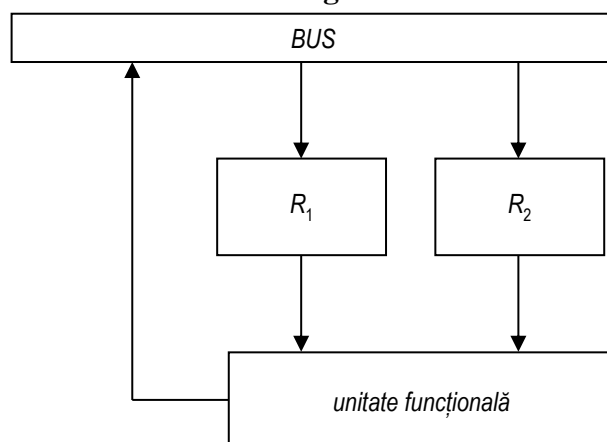 BUS
R₁ R₂
unitate funcțională